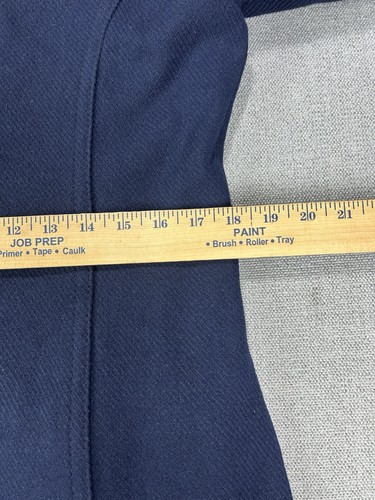 12 13 14 15 16 17 18 19 20 21
JOB PREP PAINT
Primer • Tape • Caulk • Brush • Roller • Tray